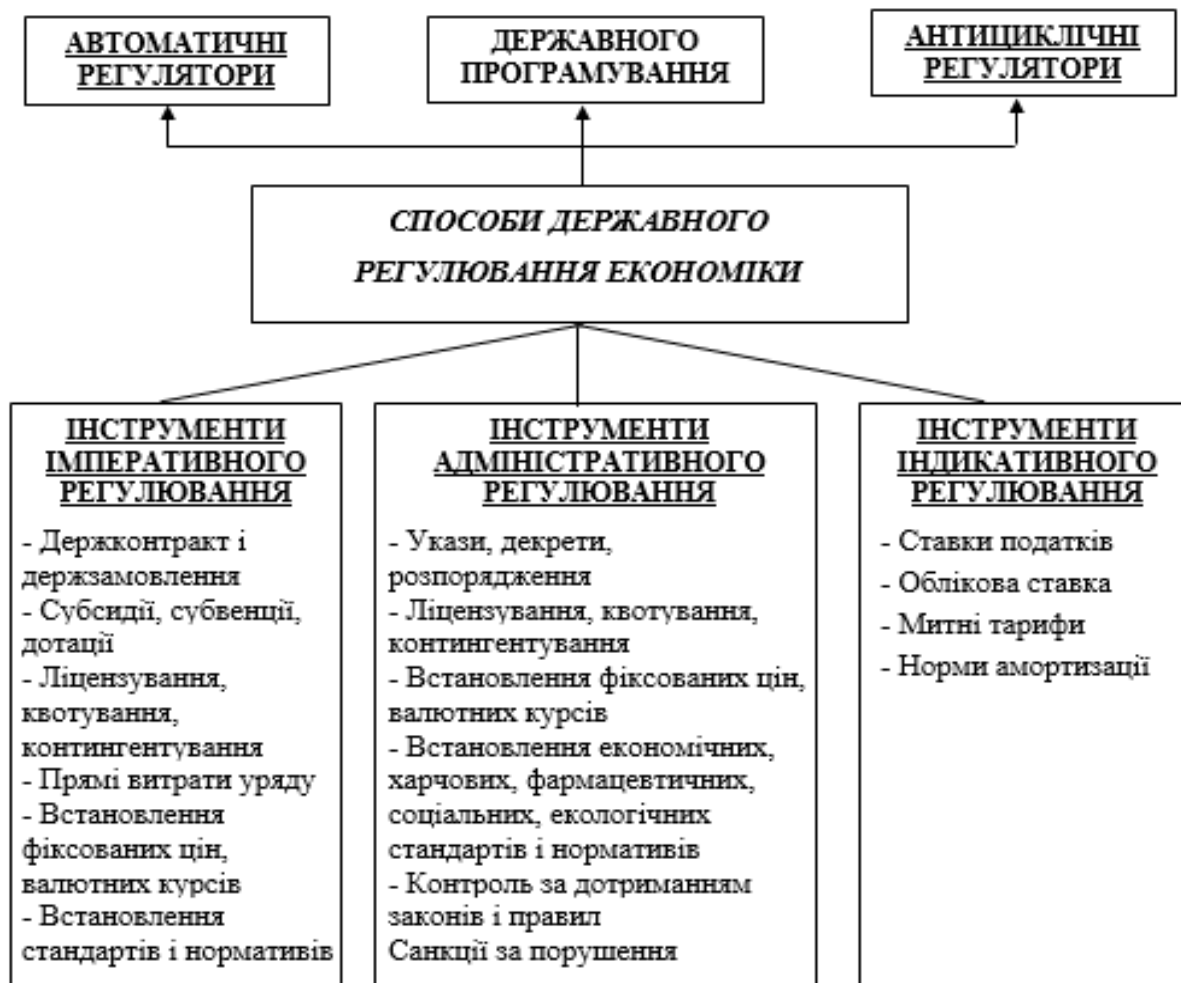 АВТОМАТИЧНІ
РЕГУЛЯТОРИ
ДЕРЖАВНОГО
ПРОГРАМУВАННЯ
АНТИЦИКЛІЧНІ
РЕГУЛЯТОРИ
СПОСОБИ ДЕРЖАВНОГО
РЕГУЛЮВАННЯ ЕКОНОМІКИ
ІНСТРУМЕНТИ
ІМПЕРАТИВНОГО
РЕГУЛЮВАННЯ
- Держконтракт і
держзамовлення
- Субсидії, субвенції,
дотації
- Ліцензування,
квотування,
контингентування
- Прямі витрати уряду
- Встановлення
фіксованих цін,
валютних курсів
- Встановлення
стандартів і нормативів
ІНСТРУМЕНТИ
АДМІНІСТРАТИВНОГО
РЕГУЛЮВАННЯ
- Укази, декрети,
розпорядження
- Ліцензування, квотування,
контингентування
- Встановлення фіксованих цін,
валютних курсів
- Встановлення економічних,
харчових, фармацевтичних,
соціальних, екологічних
стандартів і нормативів
- Контроль за дотриманням
законів і правил
Санкції за порушення
ІНСТРУМЕНТИ
ІНДИКАТИВНОГО
РЕГУЛЮВАННЯ
- Ставки податків
- Облікова ставка
- Митні тарифи
- Норми амортизації